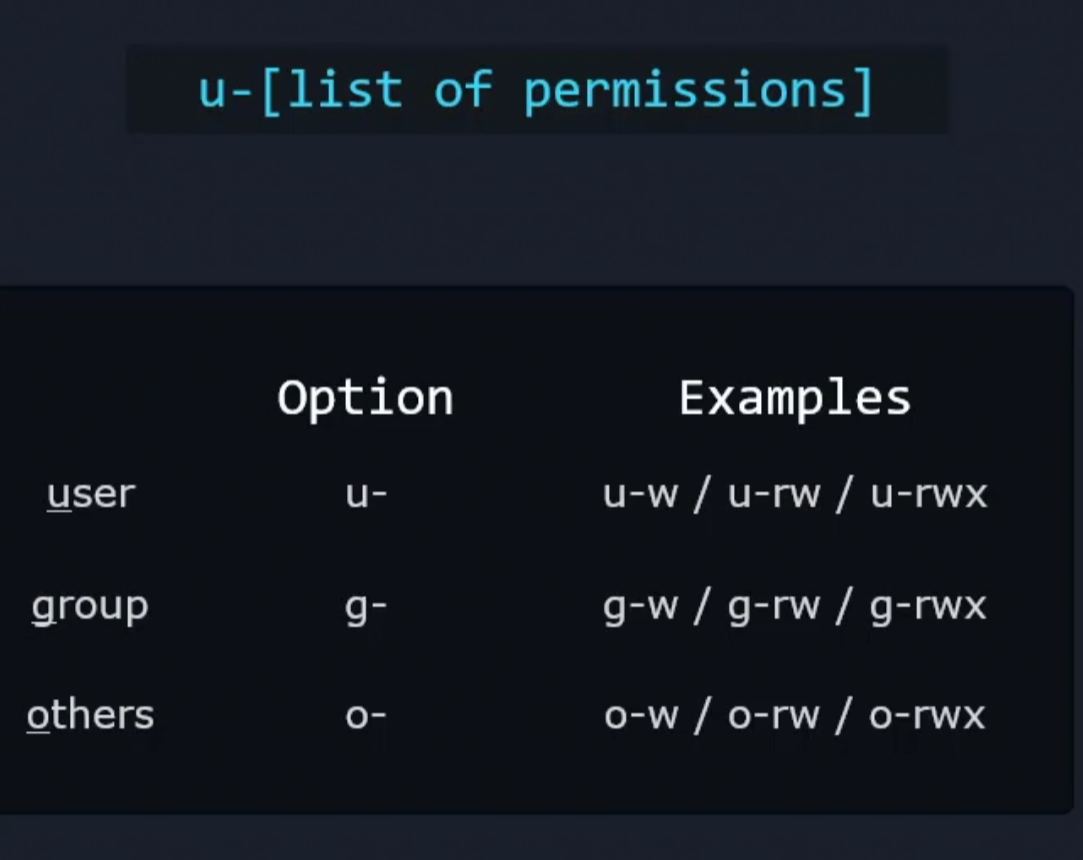 u-[list of permissions]
Option Examples
user u- u-w / u-rw / u-rwx
group g- g-w / g-rw / g-rwx
others o- o-w / o-rw / o-rwx